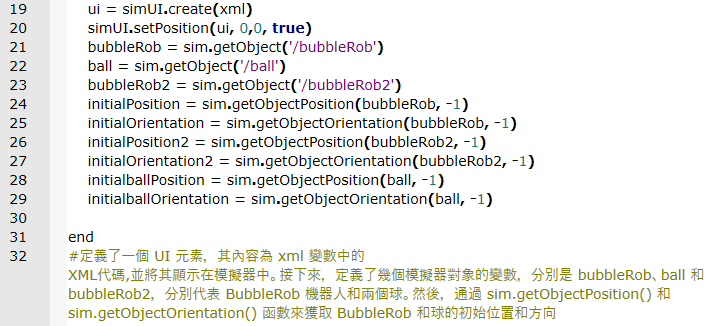 19 ui = simUI.create(xml)
20 simUI.setPosition(ui, 0,0, true)
21 bubbleRob = sim.getObject('/bubbleRob')
22 ball = sim.getObject('/ball')
23 bubbleRob2 = sim.getObject('/bubbleRob2')
24 initialPosition = sim.getObjectPosition(bubbleRob, -1)
25 initialOrientation = sim.getObjectOrientation(bubbleRob, -1)
26 initialPosition2 = sim.getObjectPosition(bubbleRob2, -1)
27 initialOrientation2 = sim.getObjectOrientation(bubbleRob2, -1)
28 initialballPosition = sim.getObjectPosition(ball, -1)
29 initialballOrientation = sim.getObjectOrientation(ball, -1)
30
31 end
32 #定義了一個 UI 元素，其內容為 xml 變數中的
XML代碼,並將其顯示在模擬器中。接下來，定義了幾個模擬器對象的變數，分別是 bubbleRob、ball 和
bubbleRob2，分別代表 BubbleRob 機器人和兩個球。然後，通過 sim.getObjectPosition() 和
sim.getObjectOrientation() 函數來獲取 BubbleRob 和球的初始位置和方向